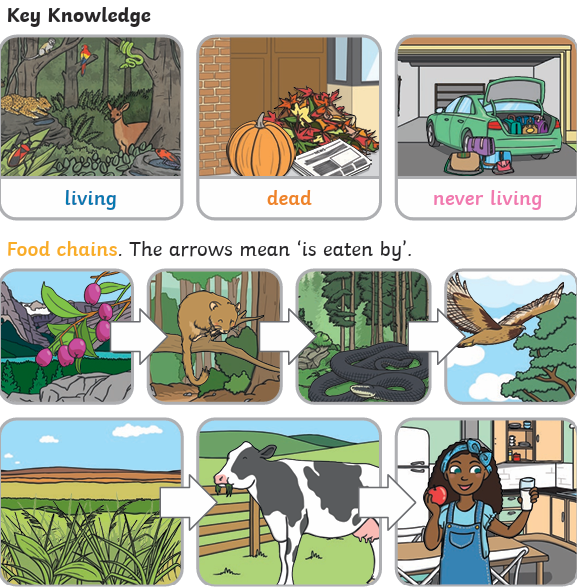 Key Knowledge
living
dead
never living
Food chains. The arrows mean ‘is eaten by’.